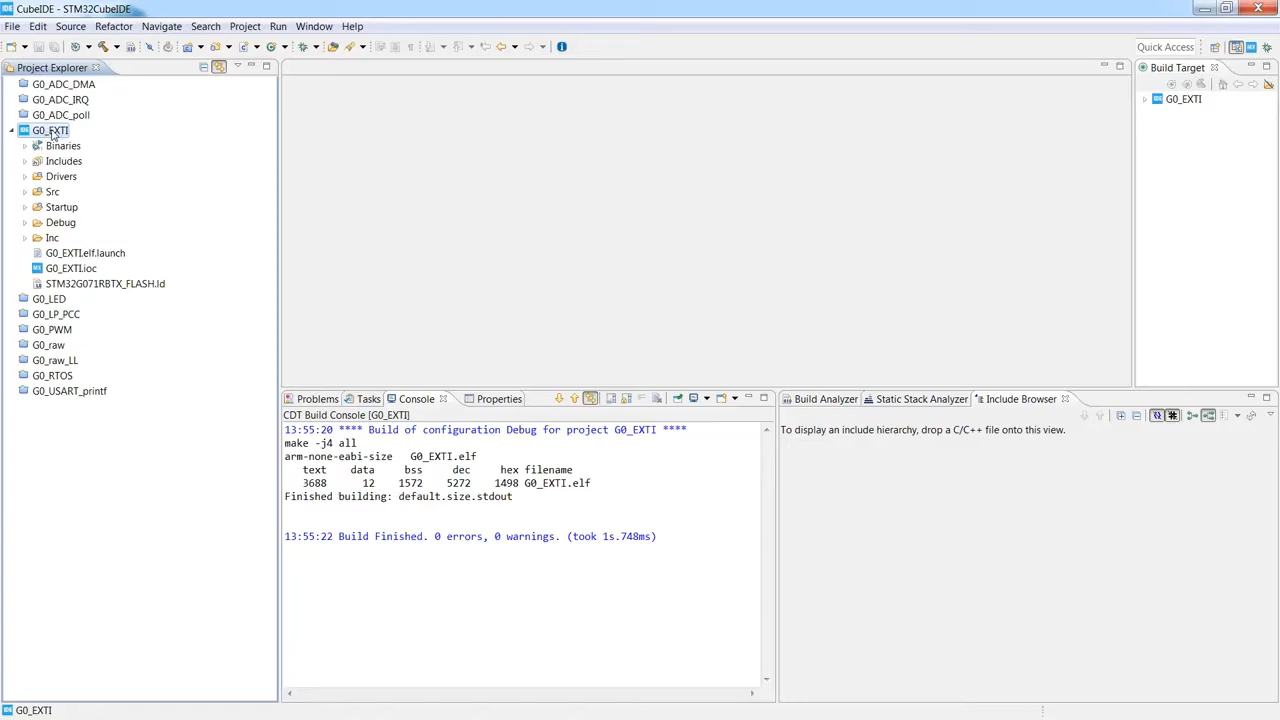 CubeIDE - STM32CubeIDE
File Edit Source Refactor Navigate Search Project Run Window Help
Quick Access
Project Explorer
G0_ADC_DMA
G0_ADC_IRQ
G0_ADC_poll
G0_EXTI
Binaries
Includes
Drivers
Src
Startup
Debug
Inc
G0_EXTI.elf.launch
G0_EXTI.ioc
STM32G071RBTX_FLASH.ld
G0_LED
G0_LP_PCC
G0_PWM
G0_raw
G0_raw_LL
G0_RTOS
G0_USART_printf
Build Target
G0_EXTI
Problems Tasks Console Properties
CDT Build Console [G0_EXTI]
13:55:20 **** Build of configuration Debug for project G0_EXTI ****
make -j4 all
arm-none-eabi-size G0_EXTI.elf
text data bss dec hex filename
3688 12 1572 5272 1498 G0_EXTI.elf
Finished building: default.size.stdout
13:55:22 Build Finished. 0 errors, 0 warnings. (took 1s.748ms)
Build Analyzer Static Stack Analyzer Include Browser
To display an include hierarchy, drop a C/C++ file onto this view.
IDE G0_EXTI